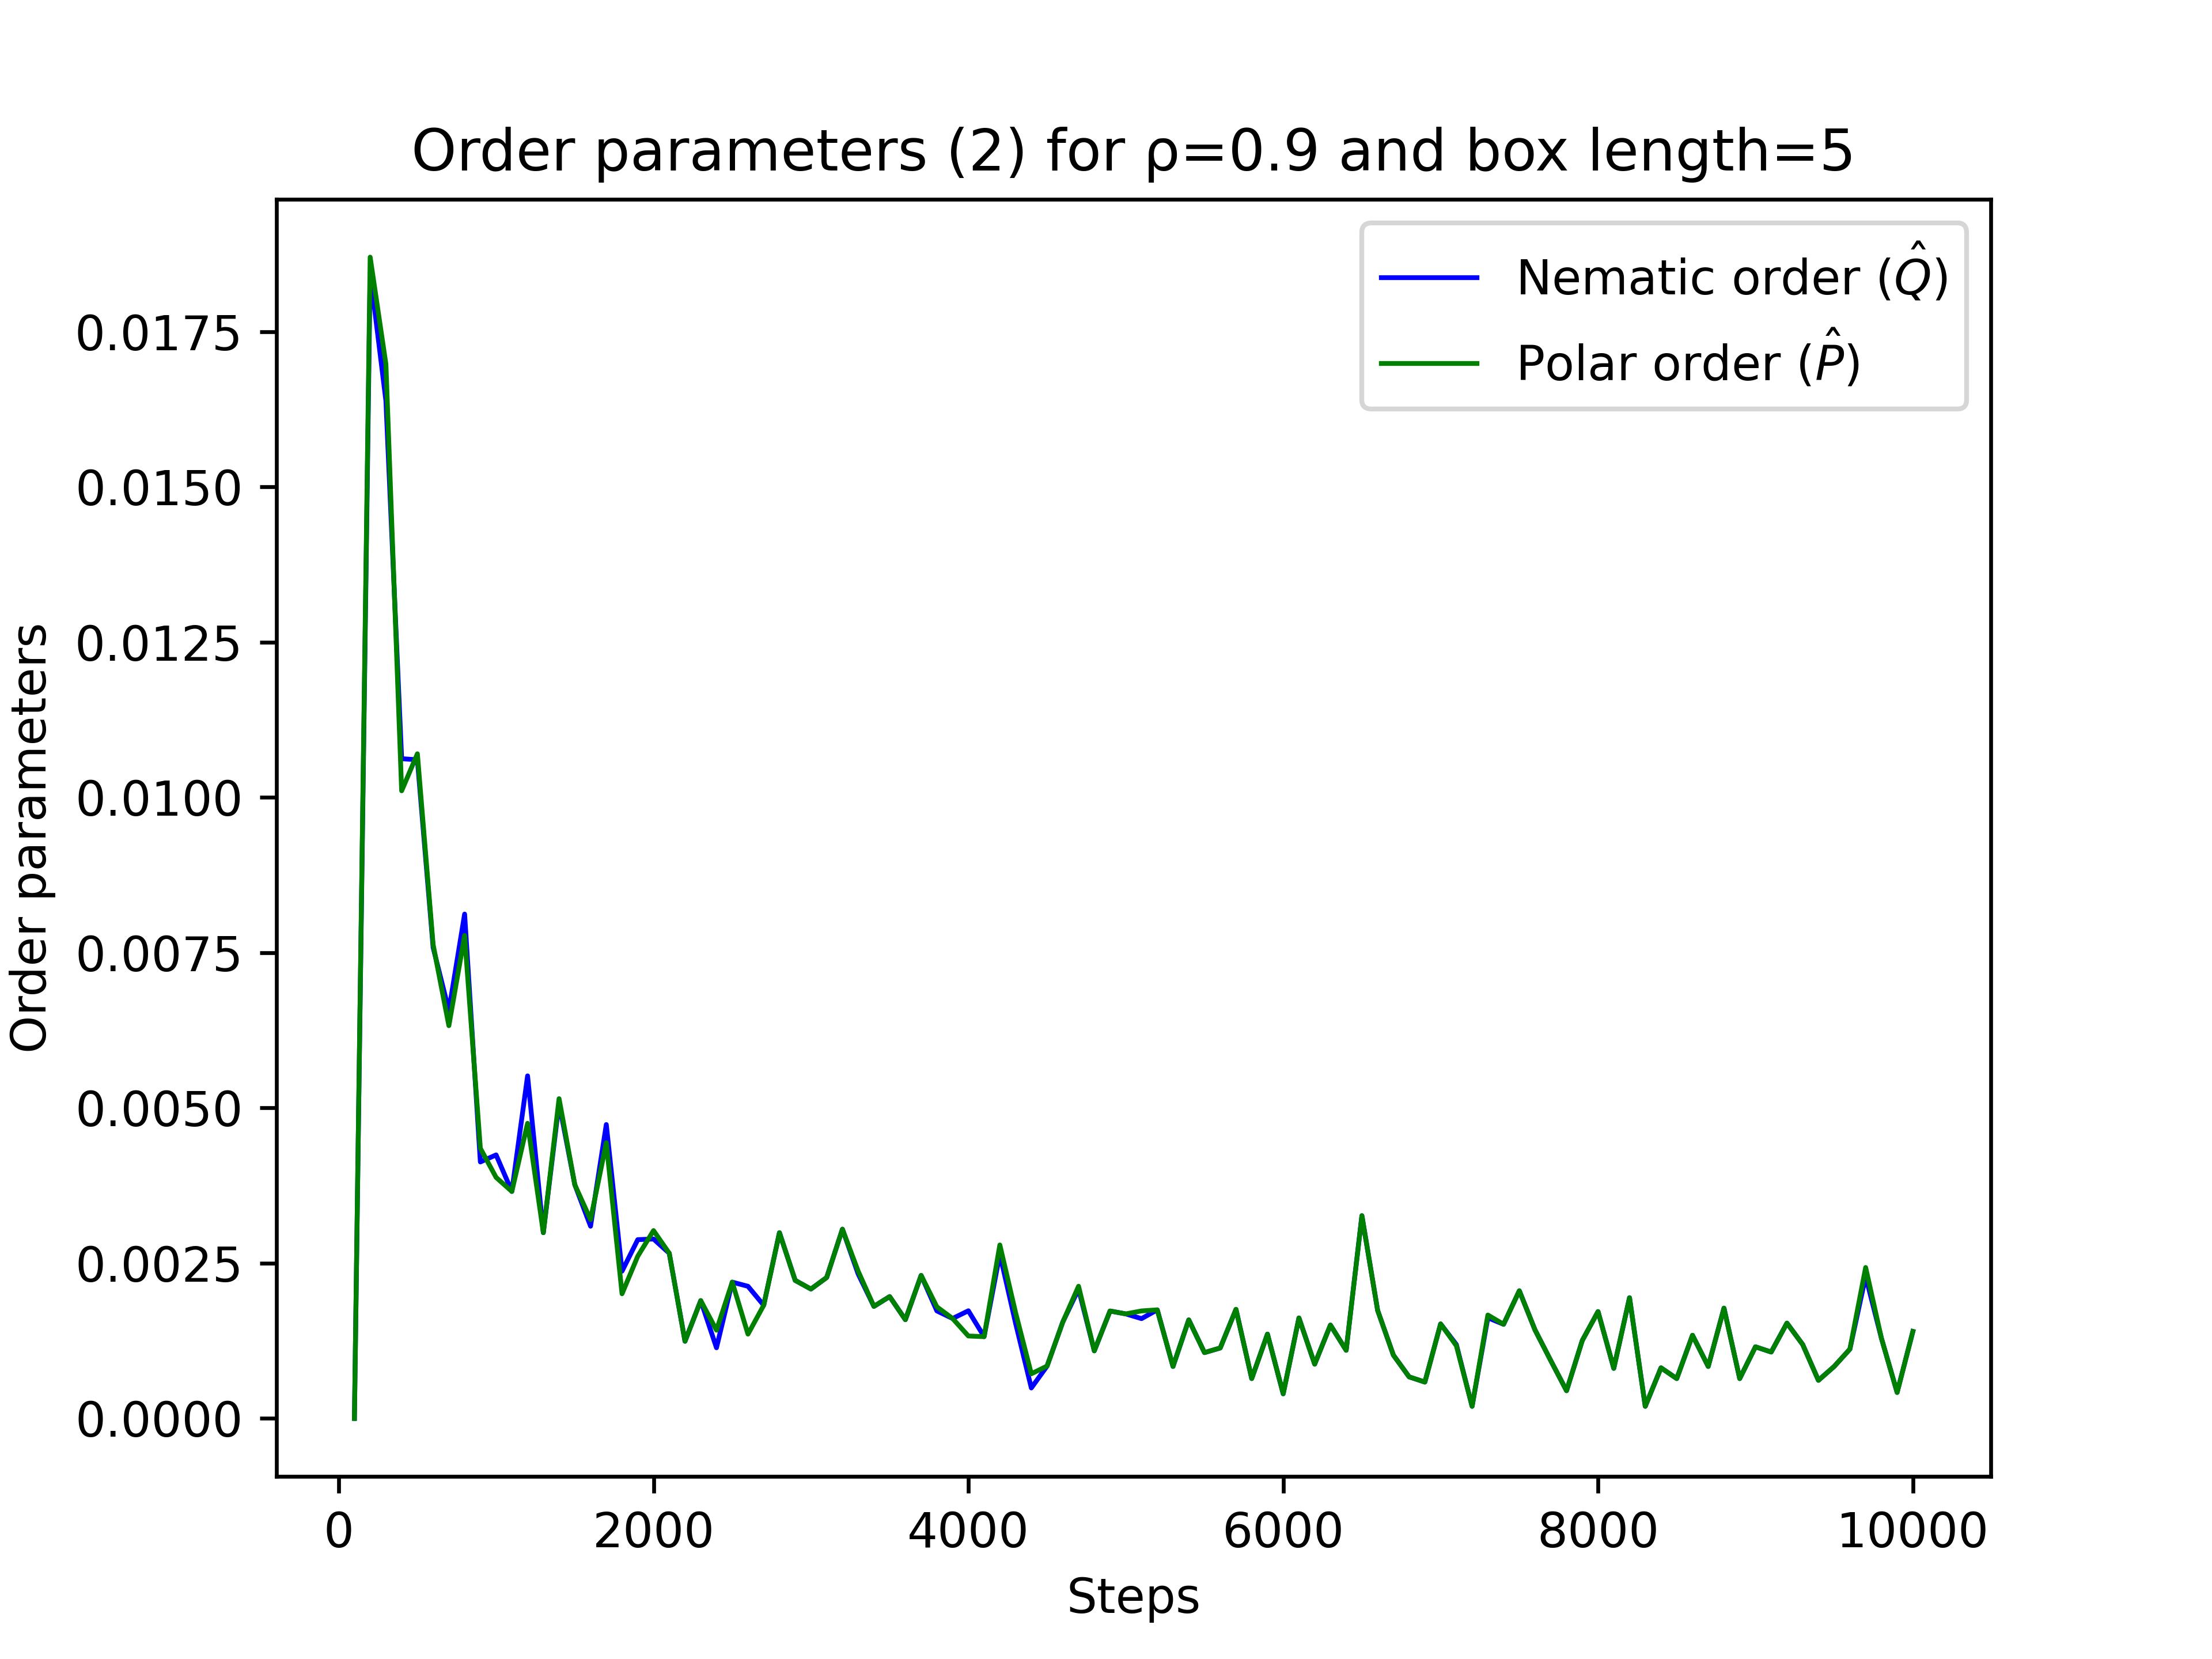 Order parameters (2) for ρ=0.9 and box length=5
Nematic order (Q̂)
Polar order (P̂)
Order parameters
0.0175
0.0150
0.0125
0.0100
0.0075
0.0050
0.0025
0.0000
0 2000 4000 6000 8000 10000
Steps